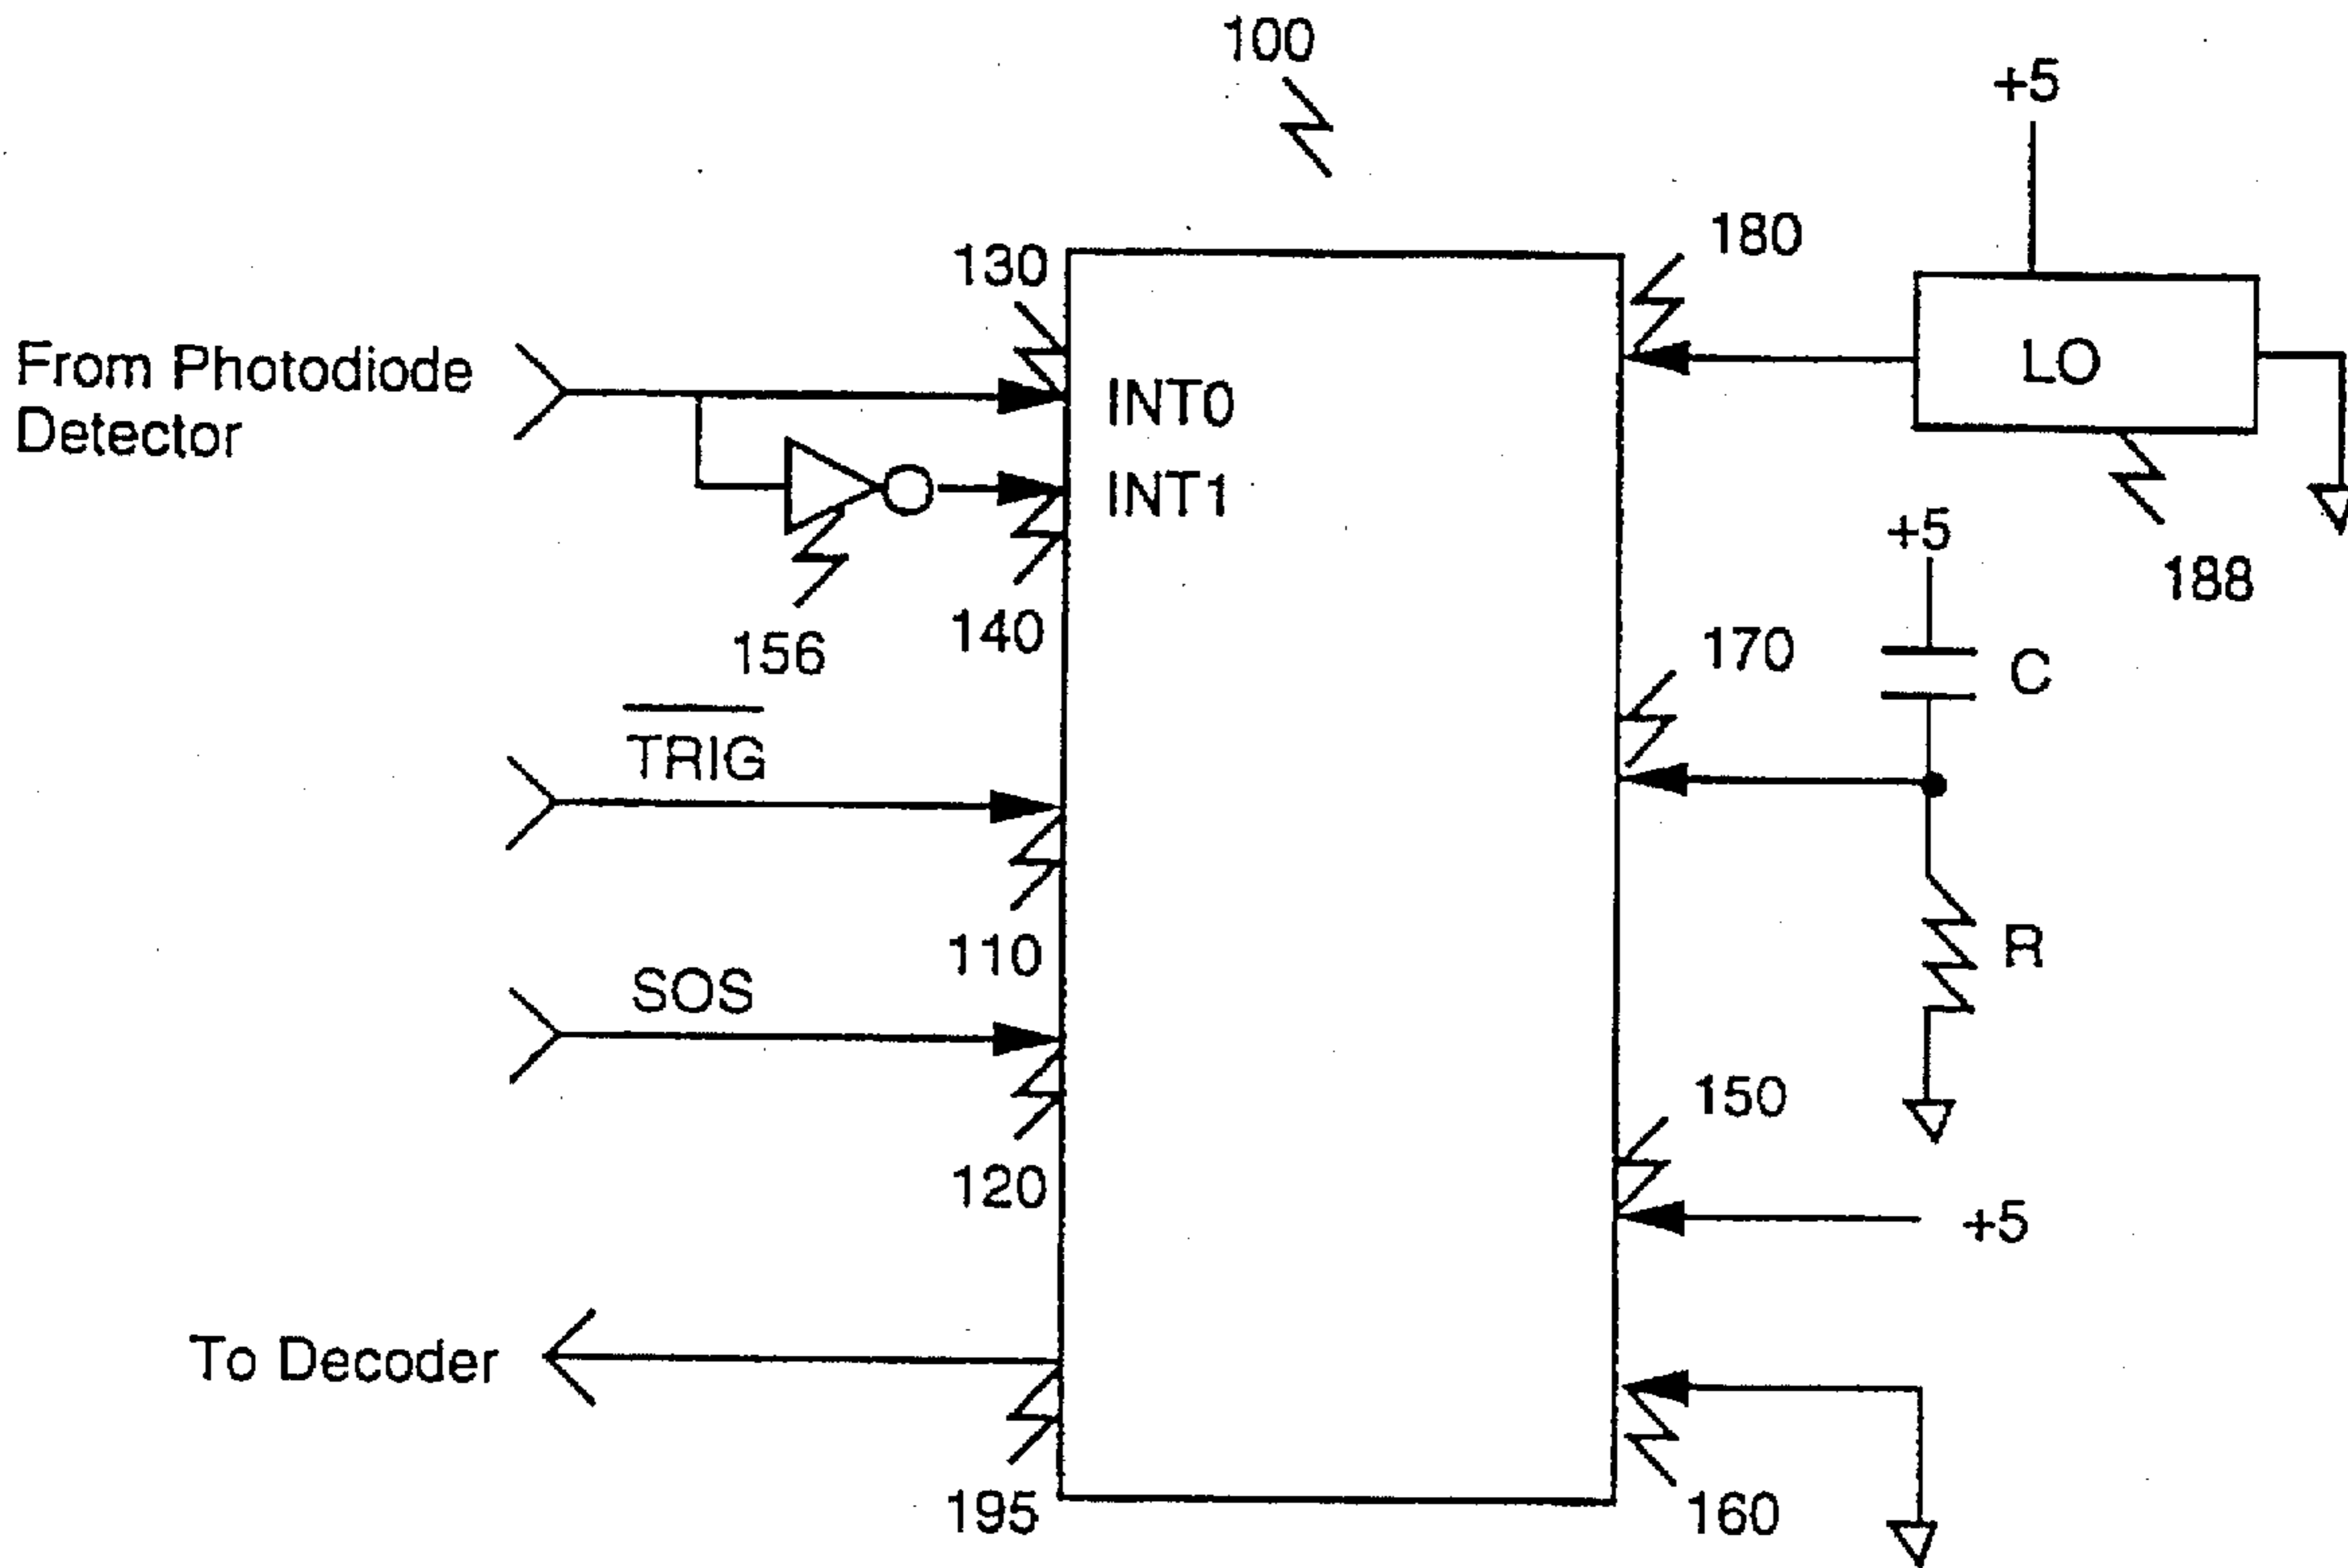 100
+5
130
180
From Photodiode
Detector
INT0
LO
INT1
+5
188
156
140
170
C
T̅R̅I̅G̅
110
R
SOS
150
120
+5
To Decoder
195
160